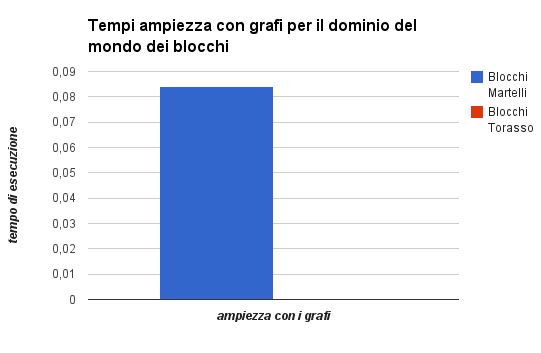 Tempi ampiezza con grafi per il dominio del
mondo dei blocchi
0,09
0,08
0,07
0,06
0,05
0,04
0,03
0,02
0,01
0
tempo di esecuzione
ampiezza con i grafi
Blocchi
Martelli
Blocchi
Torasso